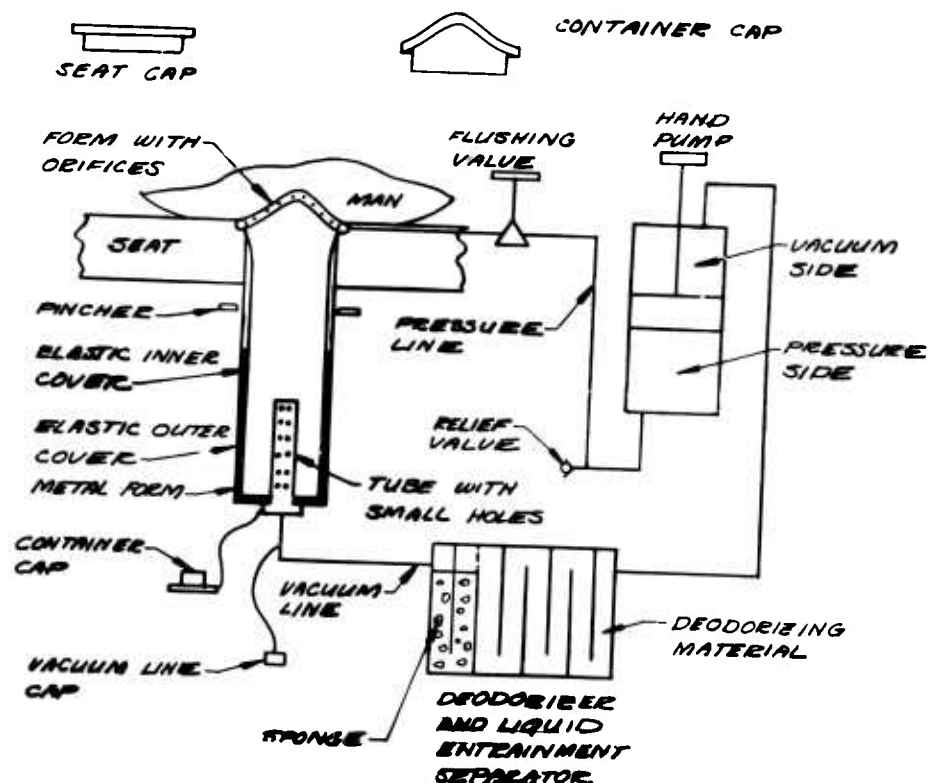 SEAT CAP
CONTAINER CAP
FORM WITH
ORIFICES
FLUSHING
VALUE
HAND
PUMP
MAN
SEAT
VACUUM
SIDE
PINCHER
PRESSURE
LINE
PRESSURE
SIDE
ELASTIC INNER
COVER
ELASTIC OUTER
COVER
RELIEF
VALUE
METAL FORM
TUBE WITH
SMALL HOLES
CONTAINER
CAP
VACUUM
LINE
DEODORIZING
MATERIAL
VACUUM LINE
CAP
SPONGE
DEODORIZER
AND LIQUID
ENTRAINMENT
SEPARATOR